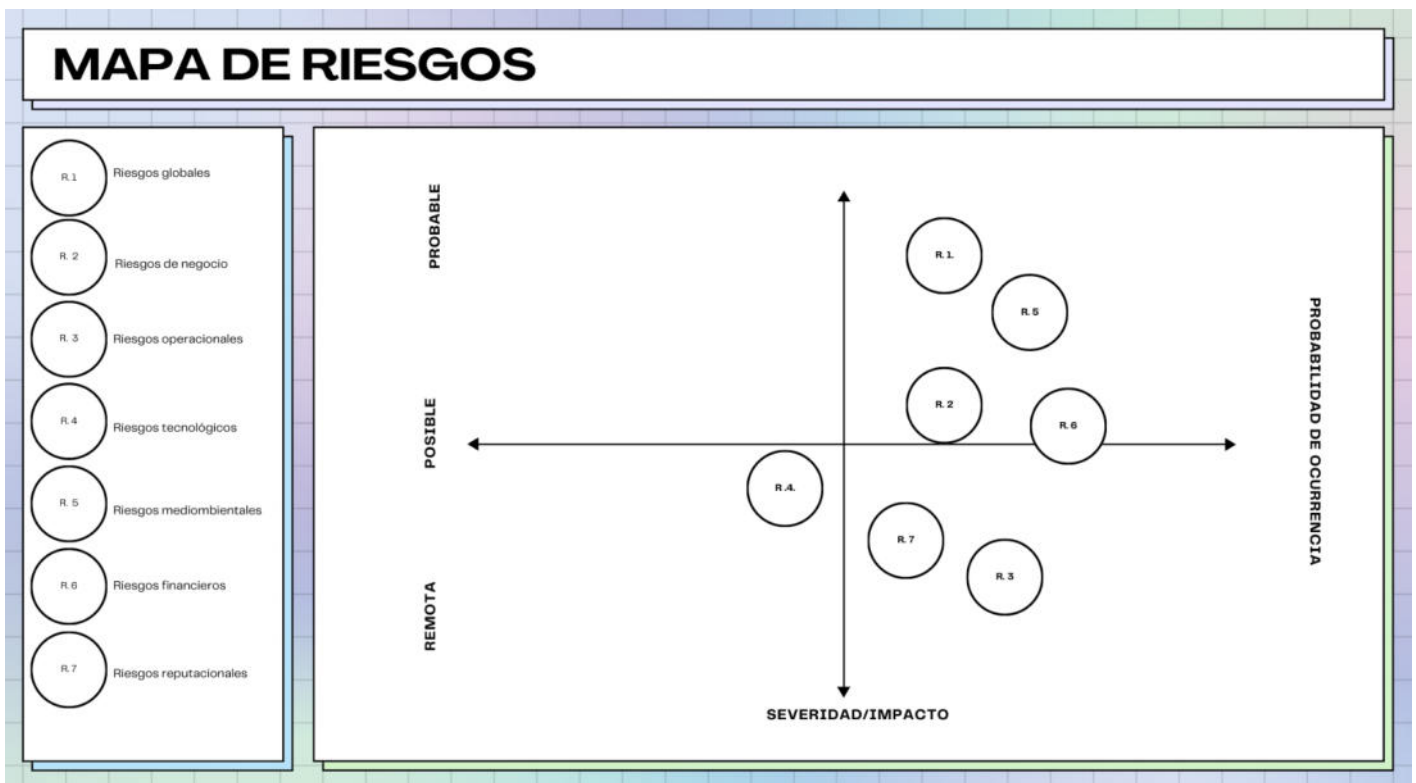 MAPA DE RIESGOS
R.1 Riesgos globales
R. 2 Riesgos de negocio
R. 3 Riesgos operacionales
R.4 Riesgos tecnológicos
R. 5 Riesgos mediombientales
R.6 Riesgos financieros
R.7 Riesgos reputacionales
PROBABLE
POSIBLE
REMOTA
R. 1.
R. 5
R. 2
R. 6
R .4.
R. 7
R. 3
SEVERIDAD/IMPACTO
PROBABILIDAD DE OCURRENCIA